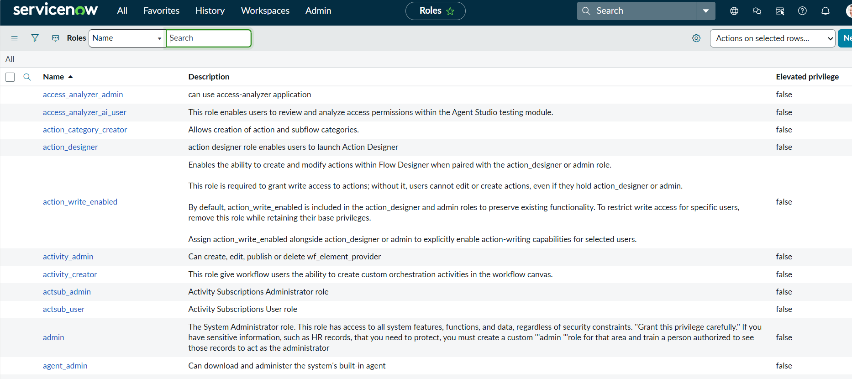 servicenow All Favorites History Workspaces Admin Roles Search
Roles Name Search Actions on selected rows... Ne
All
Name Description Elevated privilege
access_analyzer_admin can use access-analyzer application false
access_analyzer_ai_user This role enables users to review and analyze access permissions within the Agent Studio testing module. false
action_category_creator Allows creation of action and subflow categories. false
action_designer action designer role enables users to launch Action Designer false
Enables the ability to create and modify actions within Flow Designer when paired with the action_designer or admin role.
This role is required to grant write access to actions; without it, users cannot edit or create actions, even if they hold action_designer or admin.
action_write_enabled false
By default, action_write_enabled is included in the action_designer and admin roles to preserve existing functionality. To restrict write access for specific users,
remove this role while retaining their base privileges.
Assign action_write_enabled alongside action_designer or admin to explicitly enable action-writing capabilities for selected users.
activity_admin Can create, edit, publish or delete wf_element_provider false
activity_creator This role give workflow users the ability to create custom orchestration activities in the workflow canvas. false
actsub_admin Activity Subscriptions Administrator role false
actsub_user Activity Subscriptions User role false
The System Administrator role. This role has access to all system features, functions, and data, regardless of security constraints. "Grant this privilege carefully." If you
admin have sensitive information, such as HR records, that you need to protect, you must create a custom '"admin '"role for that area and train a person authorized to see false
those records to act as the administrator
agent_admin Can download and administer the system's built-in agent false